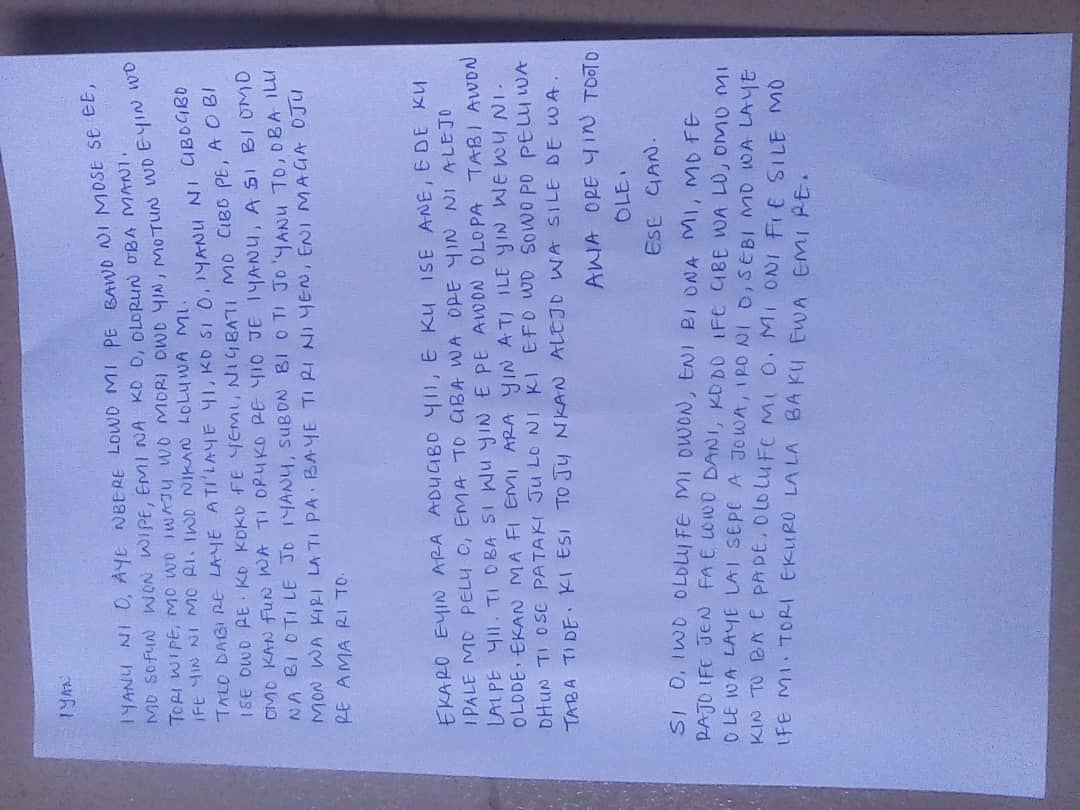 IYAN
IYANU NI O, AYE NBERE LOWO MI PE BAWO NI MOSE SE EE,
MO SOFUN WON WIPE, EMI NA KO O, OLORUN OBA MANI.
TORI WIPE, MO WO IWAJU WO MORI OWO YIN, MOTUN WO EYIN WO
IFE YIN NI MO RI. IWO NIKAN LOLUWA MI.
TALO DABI RE LAYE ATI'LAYE YI, KO SI O, IYANU NI GBOGBO
ISE OWO RE. KO KOKO FE YEMI, NIGBATI MO GBO PE, A O BI
OMO KAN FUN WA TI ORUKO RE YIO JE IYANU, A SI BI OMO
NA BI OTI LE JO IYANU, SUBON BI O TI JO'YANU TO, OBA ILU
MON WA KIRI LATI PA. BAYE TI RI NI YEN, ENI MAGA OJU
RE AMA RI TO.
EKARO EYIN ARA ADUGBO YII, E KU ISE ANE, EDE KU
IPALE MO PELU O, EMA TO GBA WA ORE YIN NI ALEJO
LAIPE YII. TI OBA SI WU YIN E PE AWON OLOPA TABI AWON
OLODE. EKAN MA FI EMI ARA YIN ATI ILE YIN WEWU NI.
OHUN TI OSE PATAKI JU LO NI KI EFO WO SOWOPO PELU WA
TABA TI DE. KI ESI TOJU NKAN ALEJO WA SILE DE WA.
AWA ORE YIN TOOTO
OLE.
ESE GAN.
SI O, IWO OLOLUFE MI OWON, ENI BI ONA MI, MO FE
RAJO IFE JEN FA E LOWO DANI, KODO IFE GBE WA LO, OMO MI
O LE WA LAYE LAI SEPE A JOWA, IRO NI O, SEBI MO WA LAYE
KIN TO BA E PADE. OLOLUFE MI O. MI ONI FI E SILE MO
IFE MI. TORI EKURO LALA BAKU EWA EMI RE.